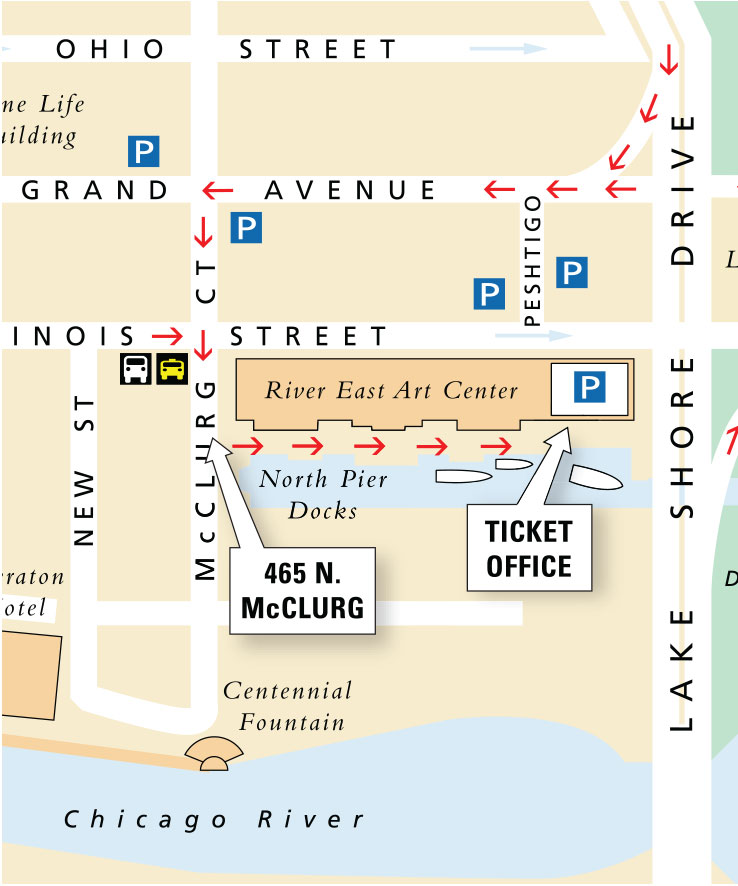 OHIO STREET
ne Life
uilding
P
GRAND AVENUE
P
CT
PESHTIGO
P
P
L
INOIS STREET
River East Art Center
P
NEW ST
McCLURG
North Pier
Docks
TICKET
OFFICE
465 N.
McCLURG
raton
otel
D
LAKE SHORE DRIVE
Centennial
Fountain
Chicago River